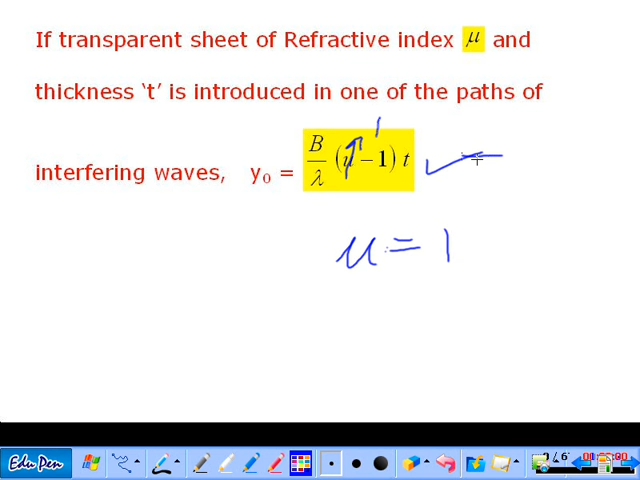 If transparent sheet of Refractive index μ and
thickness ‘t’ is introduced in one of the paths of
1
interfering waves, y₀ = B/λ (u − 1) t
μ = 1
Edu Pen